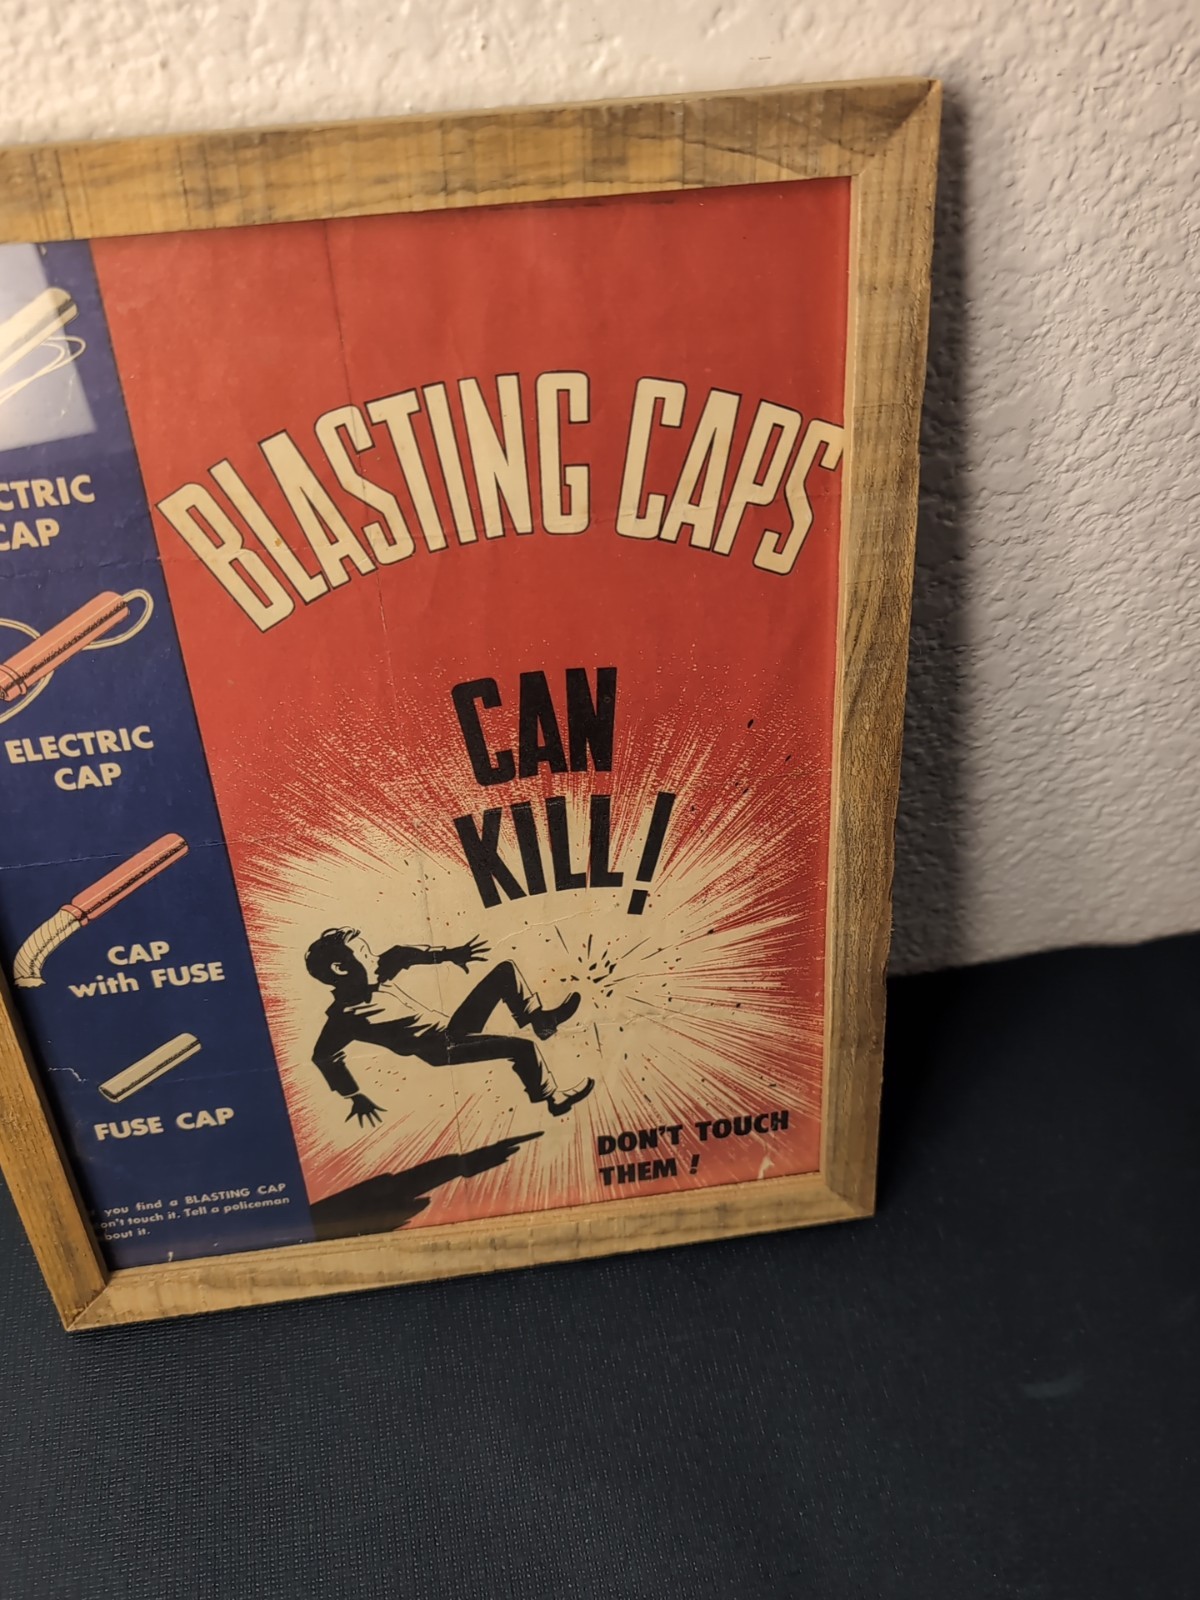 CTRIC
CAP
ELECTRIC
CAP
CAP
with FUSE
FUSE CAP
you find a BLASTING CAP
on't touch it. Tell a policeman
bout it.
BLASTING CAPS
CAN
KILL!
DON'T TOUCH
THEM!